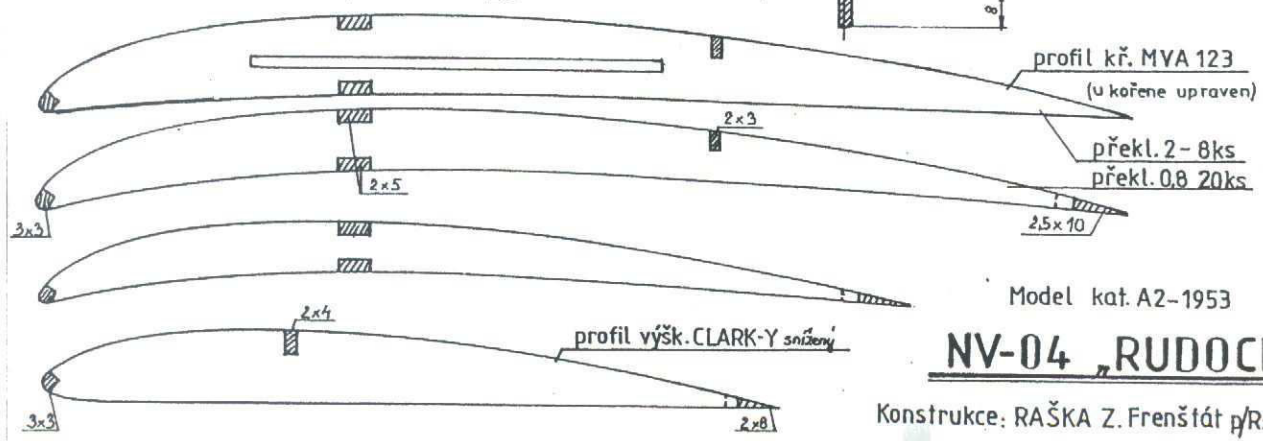 8
profil kř. MVA 123
(u kořene upraven)
2×3
překl. 2-8ks
překl. 0,8 20ks
2×5
3×3
2,5×10
Model kat. A2-1953
2×4
profil výšk. CLARK-Y snížený
NV-04 „RUDOC
3×3
2×8
Konstrukce: RAŠKA Z. Frenštát p/R